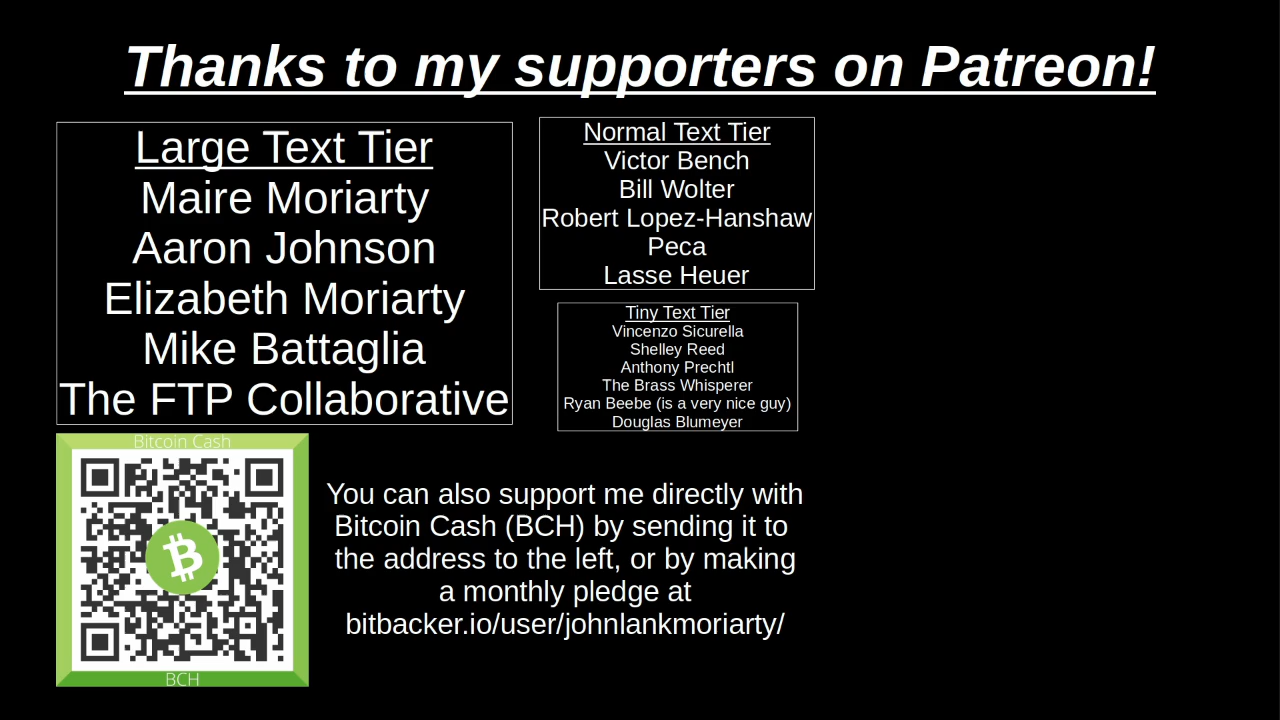 Thanks to my supporters on Patreon!
Large Text Tier
Maire Moriarty
Aaron Johnson
Elizabeth Moriarty
Mike Battaglia
The FTP Collaborative
Normal Text Tier
Victor Bench
Bill Wolter
Robert Lopez-Hanshaw
Peca
Lasse Heuer
Tiny Text Tier
Vincenzo Sicurella
Shelley Reed
Anthony Prechtl
The Brass Whisperer
Ryan Beebe (is a very nice guy)
Douglas Blumeyer
Bitcoin Cash
BCH
You can also support me directly with
Bitcoin Cash (BCH) by sending it to
the address to the left, or by making
a monthly pledge at
bitbacker.io/user/johnlankmoriarty/